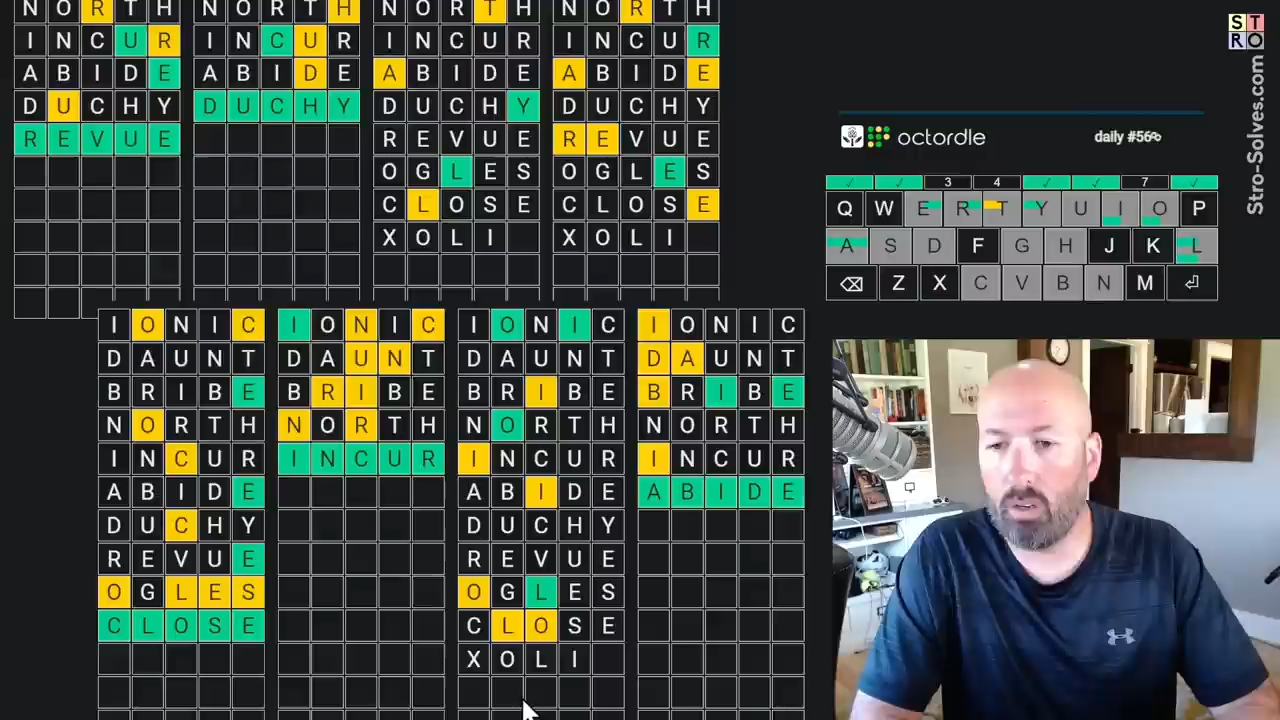 NORTH NORTH NORTH NORTH
INCUR INCUR INCUR INCUR
ABIDE ABIDE ABIDE ABIDE
DUCHY DUCHY DUCHY DUCHY
REVUE REVUE REVUE
OGLES OGLES
CLOSE CLOSE
XOLI XOLI
IONIC IONIC IONIC IONIC
DAUNT DAUNT DAUNT DAUNT
BRIBE BRIBE BRIBE BRIBE
NORTH NORTH NORTH NORTH
INCUR INCUR INCUR INCUR
ABIDE ABIDE ABIDE
DUCHY DUCHY
REVUE REVUE
OGLES OGLES
CLOSE CLOSE
XOLI
octordle
3 4 7
Q W E R T Y U I O P
A S D F G H J K L
Z X C V B N M
ST
RO
Stro-Solves.com